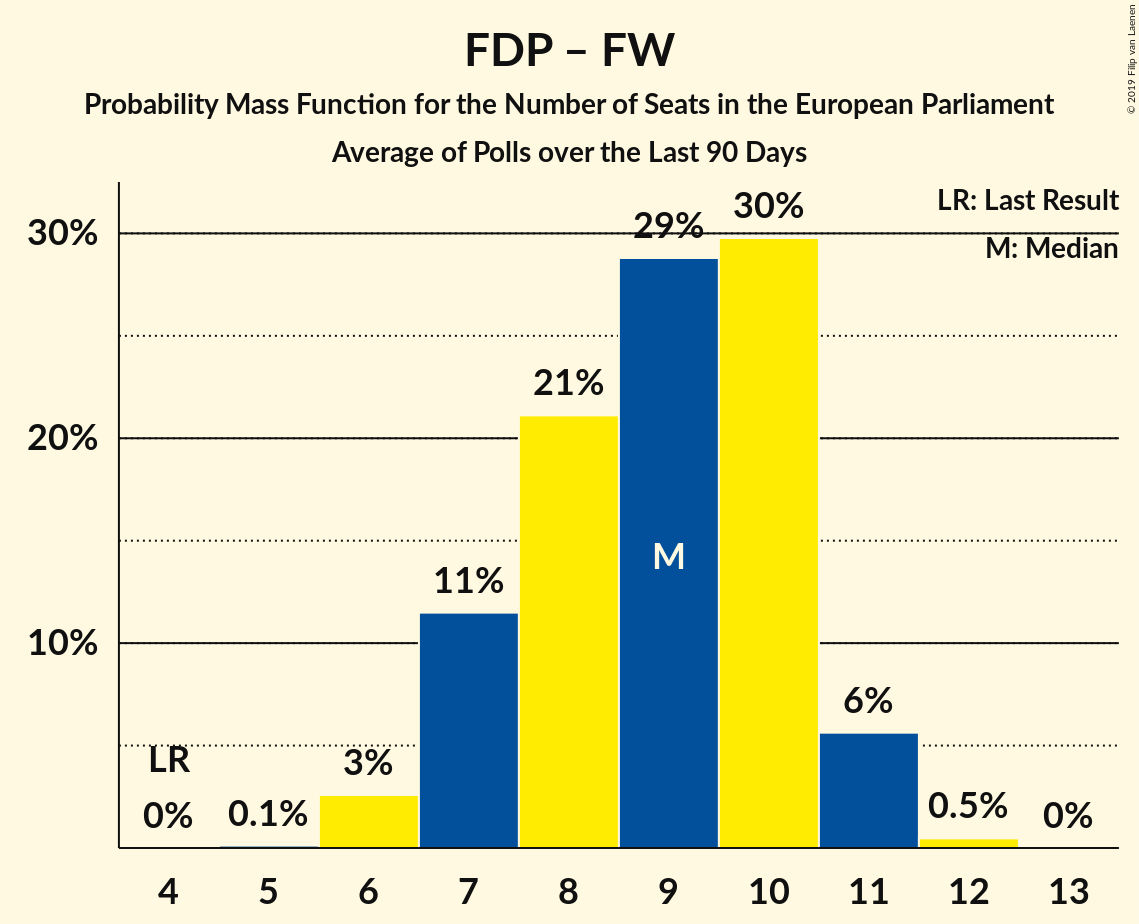 FDP – FW
Probability Mass Function for the Number of Seats in the European Parliament
Average of Polls over the Last 90 Days
© 2019 Filip van Laenen
LR: Last Result
M: Median
30%
20%
10%
LR
0%
0.1%
3%
11%
21%
29%
30%
6%
0.5%
0%
M
4 5 6 7 8 9 10 11 12 13